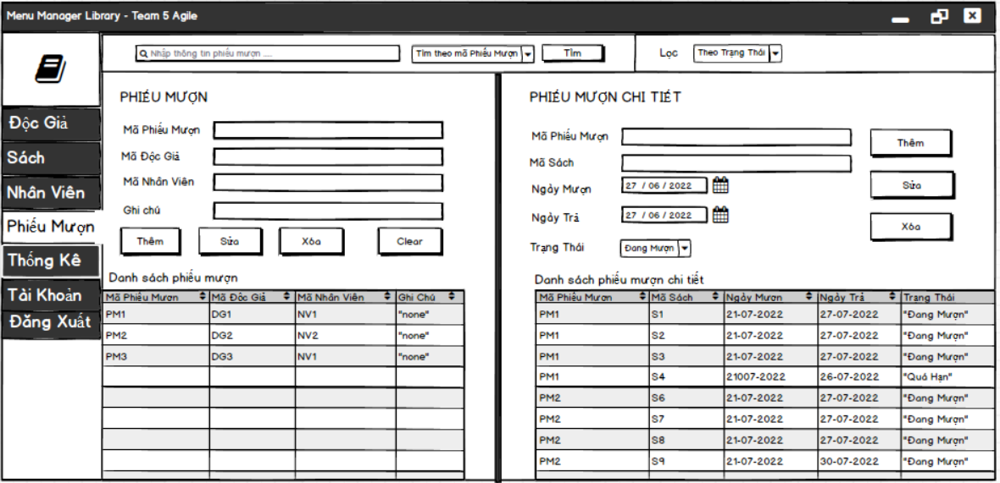 Menu Manager Library - Team 5 Agile
Nhập thông tin phiếu mượn .... Tìm theo mã Phiếu Mượn Tìm Lọc Theo Trạng Thái
Độc Giả
Sách
Nhân Viên
Phiếu Mượn
Thống Kê
Tài Khoản
Đăng Xuất
PHIẾU MƯỢN
Mã Phiếu Mượn
Mã Độc Giả
Mã Nhân Viên
Ghi chú
Thêm Sửa Xóa Clear
Danh sách phiếu mượn
Mã Phiếu Mượn Mã Độc Giả Mã Nhân Viên Ghi Chú
PM1 DG1 NV1 "none"
PM2 DG2 NV2 "none"
PM3 DG3 NV1 "none"
PHIẾU MƯỢN CHI TIẾT
Mã Phiếu Mượn
Mã Sách
Ngày Mượn 27 / 06 / 2022
Ngày Trả 27 / 06 / 2022
Trạng Thái Đang Mượn
Thêm
Sửa
Xóa
Danh sách phiếu mượn chi tiết
Mã Phiếu Mượn Mã Sách Ngày Mượn Ngày Trả Trạng Thái
PM1 S1 21-07-2022 27-07-2022 "Đang Mượn"
PM1 S2 21-07-2022 27-07-2022 "Đang Mượn"
PM1 S3 21-07-2022 27-07-2022 "Đang Mượn"
PM1 S4 21007-2022 26-07-2022 "Quá Hạn"
PM2 S6 21-07-2022 27-07-2022 "Đang Mượn"
PM2 S7 21-07-2022 27-07-2022 "Đang Mượn"
PM2 S8 21-07-2022 27-07-2022 "Đang Mượn"
PM2 S9 21-07-2022 30-07-2022 "Đang Mượn"